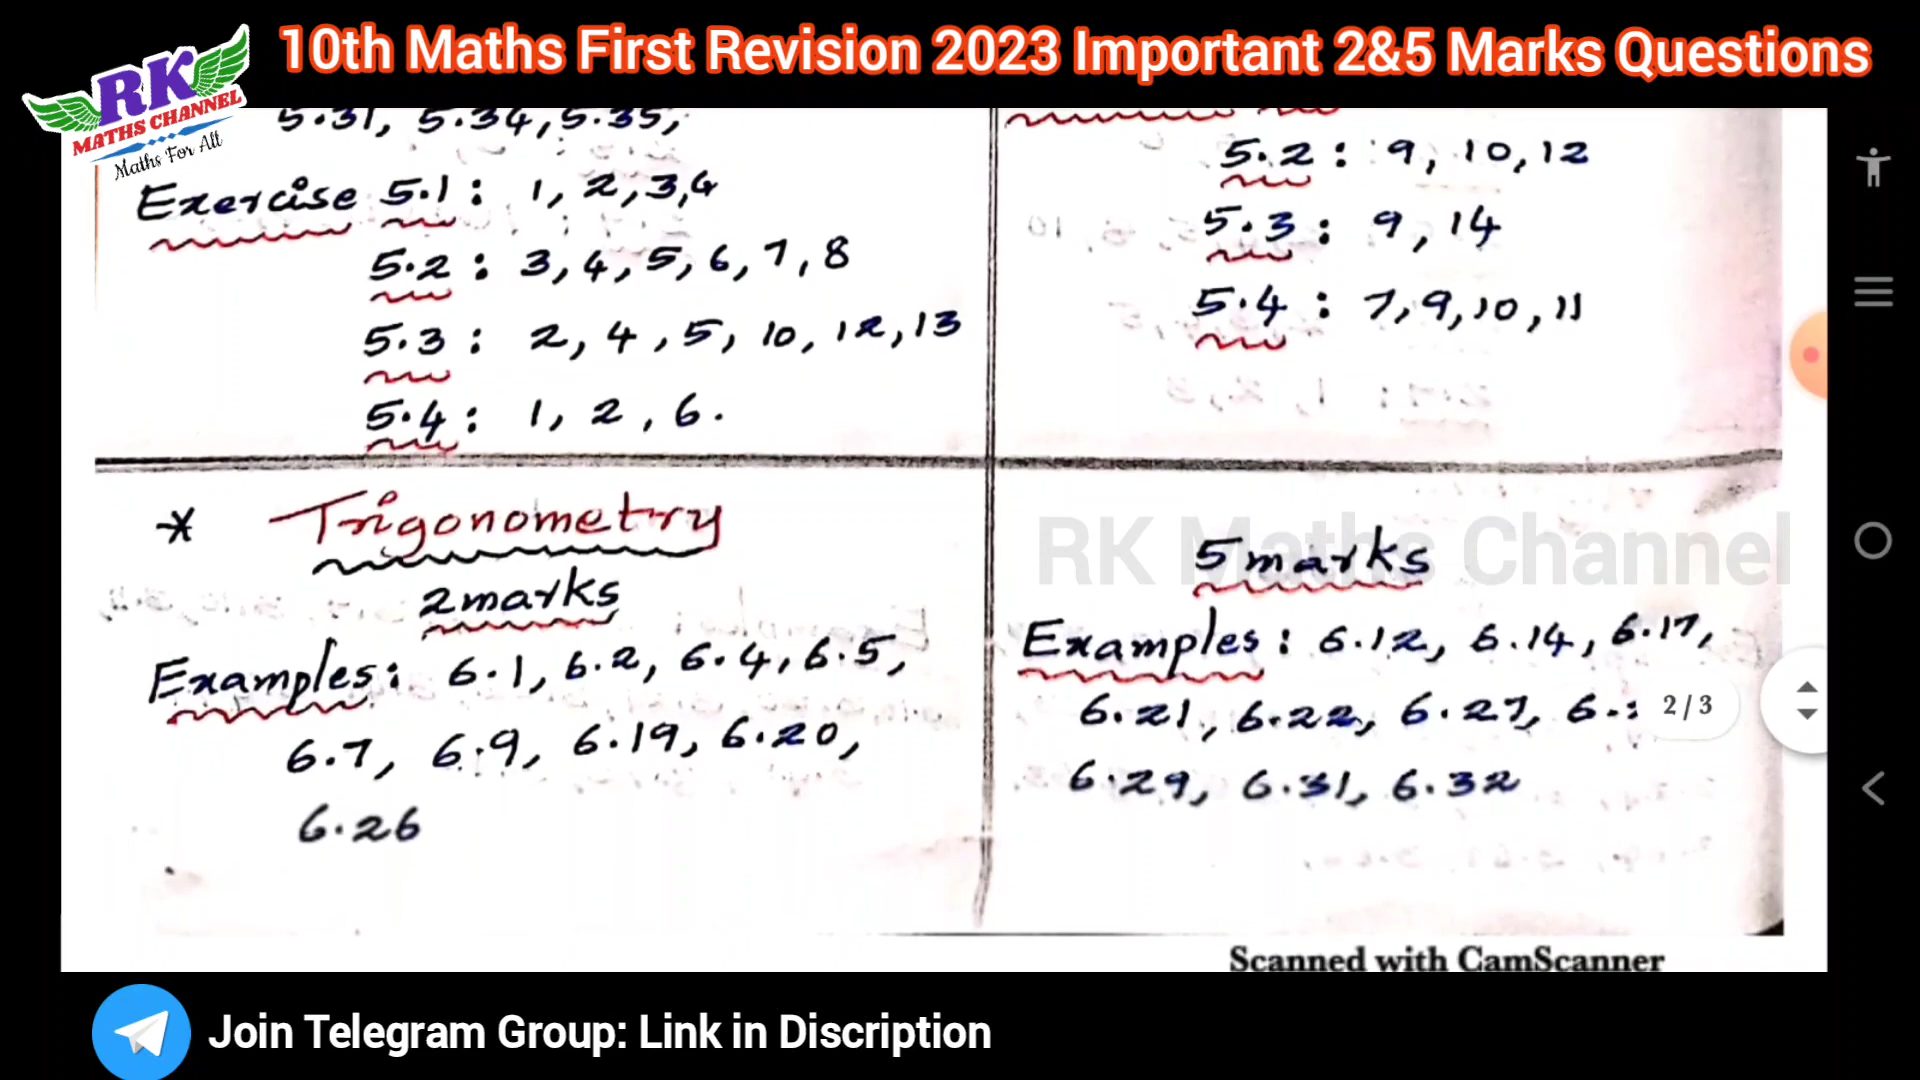 10th Maths First Revision 2023 Important 2&5 Marks Questions
RK
MATHS CHANNEL
Maths For All
5.31, 5.34, 5.35,
Exercise 5.1 : 1, 2, 3, 4
5.2 : 3, 4, 5, 6, 7, 8
5.3 : 2, 4, 5, 10, 12, 13
5.4 : 1, 2, 6.
5.2 : 9, 10, 12
5.3 : 9, 14
5.4 : 7, 9, 10, 11
* Trigonometry
2marks
Examples: 6.1, 6.2, 6.4, 6.5,
6.7, 6.9, 6.19, 6.20,
6.26
RK Maths Channel
5marks
Examples : 6.12, 6.14, 6.17,
6.21, 6.22, 6.27,
2/3
6.29, 6.31, 6.32
Scanned with CamScanner
Join Telegram Group: Link in Discription